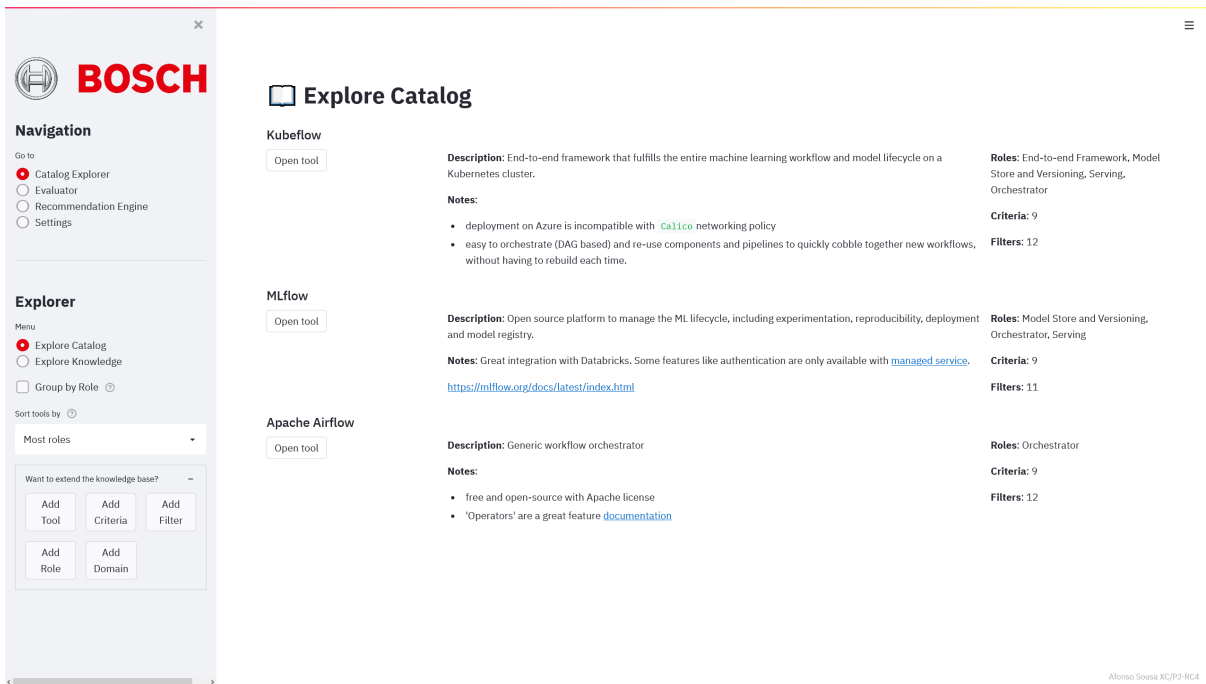 BOSCH
Navigation
Go to
Catalog Explorer
Evaluator
Recommendation Engine
Settings
Explorer
Menu
Explore Catalog
Explore Knowledge
Group by Role
Sort tools by
Most roles
Want to extend the knowledge base?
Add
Tool
Add
Criteria
Add
Filter
Add
Role
Add
Domain
Explore Catalog
Kubeflow
Open tool
Description: End-to-end framework that fulfills the entire machine learning workflow and model lifecycle on a
Kubernetes cluster.
Notes:
• deployment on Azure is incompatible with Calico networking policy
• easy to orchestrate (DAG based) and re-use components and pipelines to quickly cobble together new workflows,
without having to rebuild each time.
Roles: End-to-end Framework, Model
Store and Versioning, Serving,
Orchestrator
Criteria: 9
Filters: 12
MLflow
Open tool
Description: Open source platform to manage the ML lifecycle, including experimentation, reproducibility, deployment
and model registry.
Notes: Great integration with Databricks. Some features like authentication are only available with managed service.
https://mlflow.org/docs/latest/index.html
Roles: Model Store and Versioning,
Orchestrator, Serving
Criteria: 9
Filters: 11
Apache Airflow
Open tool
Description: Generic workflow orchestrator
Notes:
• free and open-source with Apache license
• 'Operators' are a great feature documentation
Roles: Orchestrator
Criteria: 9
Filters: 12
Afonso Sousa XC/PJ-RC4